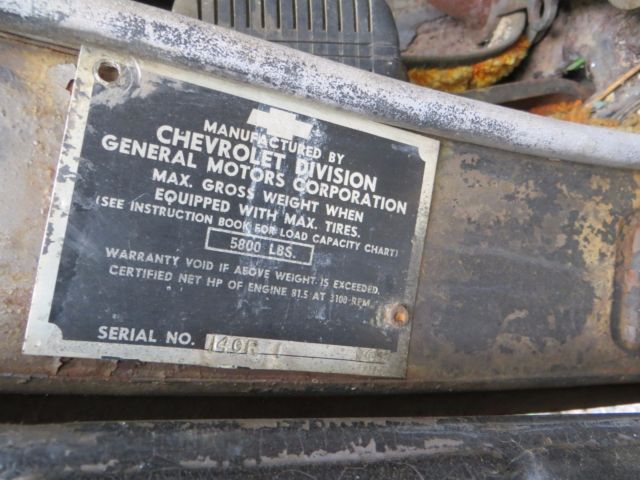 MANUFACTURED BY
CHEVROLET DIVISION
GENERAL MOTORS CORPORATION
MAX. GROSS WEIGHT WHEN
EQUIPPED WITH MAX. TIRES.
(SEE INSTRUCTION BOOK FOR LOAD CAPACITY CHART)
5800 LBS.
WARRANTY VOID IF ABOVE WEIGHT IS EXCEEDED.
CERTIFIED NET HP OF ENGINE 81.5 AT 3100 RPM
SERIAL NO.